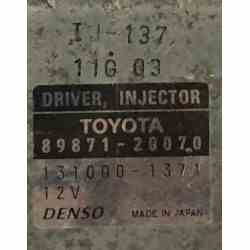 IJ-137
11G 03
DRIVER, INJECTOR
TOYOTA
89871-20070
131000-1371
12V
DENSO MADE IN JAPAN